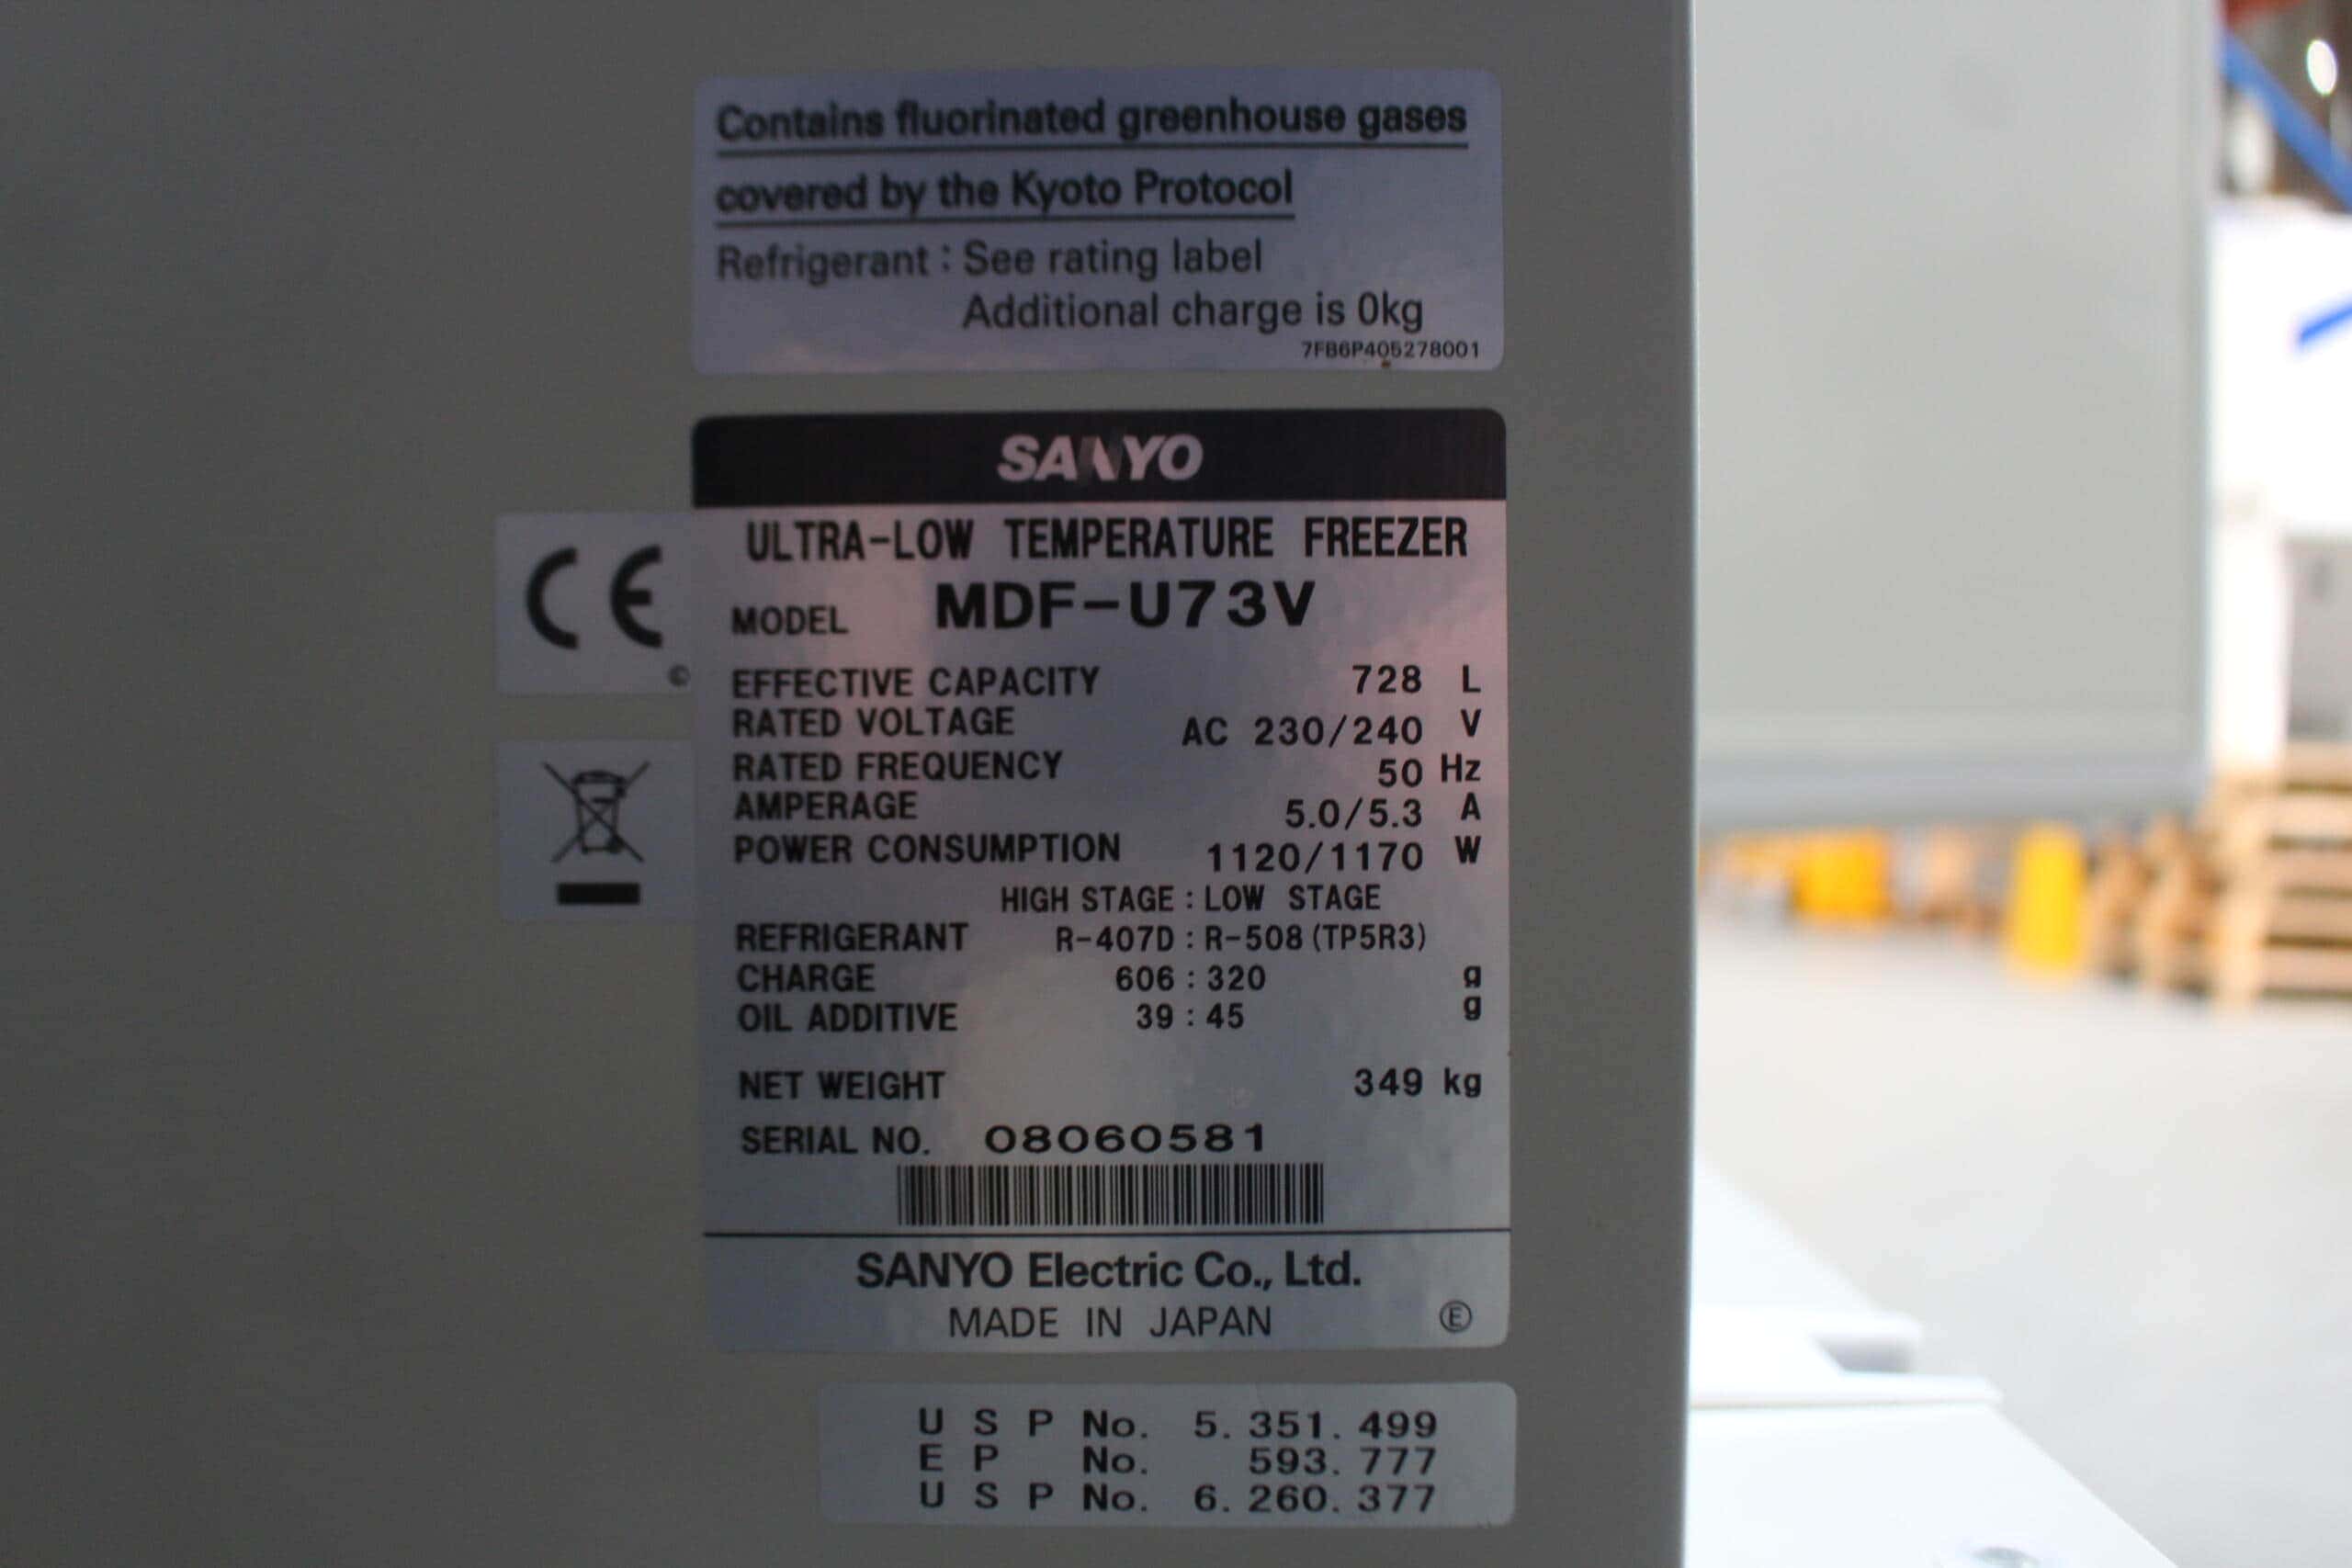 Contains fluorinated greenhouse gases
covered by the Kyoto Protocol
Refrigerant : See rating label
Additional charge is 0kg
7FB6P405278001
SANYO
ULTRA-LOW TEMPERATURE FREEZER
MODEL MDF-U73V
EFFECTIVE CAPACITY 728 L
RATED VOLTAGE AC 230/240 V
RATED FREQUENCY 50 Hz
AMPERAGE 5.0/5.3 A
POWER CONSUMPTION 1120/1170 W
HIGH STAGE : LOW STAGE
REFRIGERANT R-407D : R-508 (TP5R3)
CHARGE 606 : 320 g
OIL ADDITIVE 39 : 45 g
NET WEIGHT 349 kg
SERIAL NO. 08060581
SANYO Electric Co., Ltd.
MADE IN JAPAN Ⓔ
CE
©
U S P No. 5. 351. 499
E P No. 593. 777
U S P No. 6. 260. 377